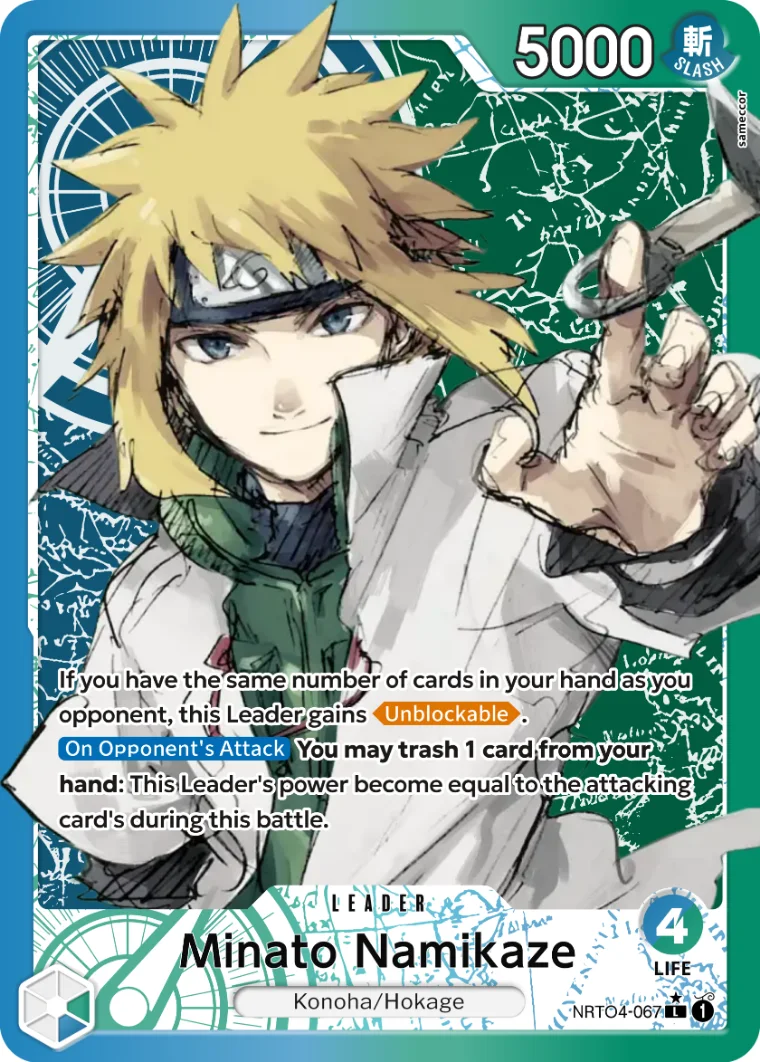 5000
斬
SLASH
sameccor
If you have the same number of cards in your hand as you
opponent, this Leader gains Unblockable.
On Opponent's Attack You may trash 1 card from your
hand: This Leader's power become equal to the attacking
card's during this battle.
LEADER
Minato Namikaze
4
LIFE
Konoha/Hokage
NRTO4-067 L 1